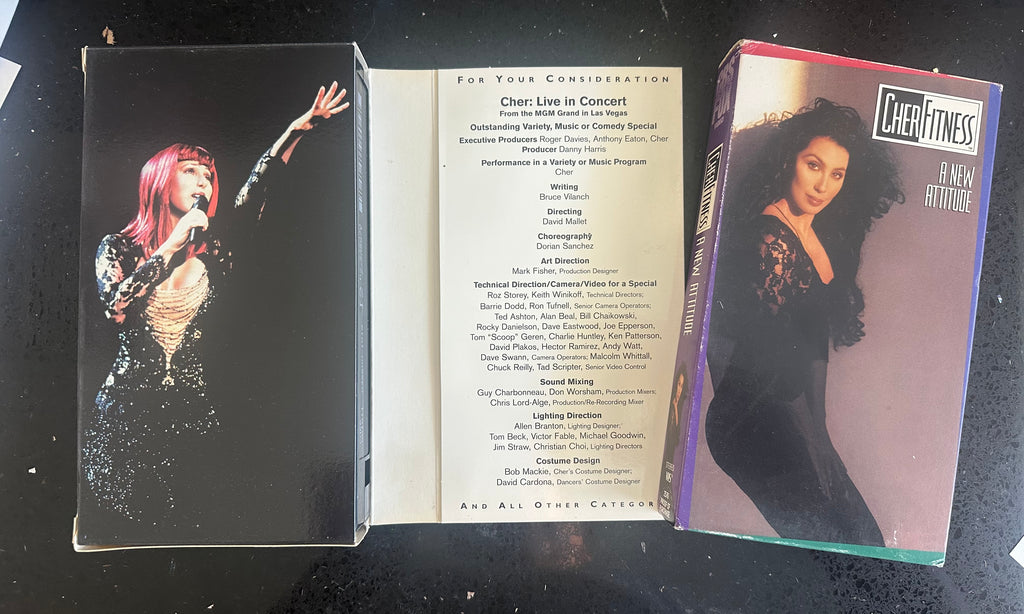 FOR YOUR CONSIDERATION
Cher: Live in Concert
From the MGM Grand in Las Vegas
Outstanding Variety, Music or Comedy Special
Executive Producers Roger Davies, Anthony Eaton, Cher
Producer Danny Harris
Performance in a Variety or Music Program
Cher
Writing
Bruce Vilanch
Directing
David Mallet
Choreography
Dorian Sanchez
Art Direction
Mark Fisher, Production Designer
Technical Direction/Camera/Video for a Special
Roz Storey, Keith Winikoff, Technical Directors;
Barrie Dodd, Ron Tufnell, Senior Camera Operators;
Ted Ashton, Alan Beal, Bill Chaikowski,
Rocky Danielson, Dave Eastwood, Joe Epperson,
Tom “Scoop” Geren, Charlie Huntley, Ken Patterson,
David Plakos, Hector Ramirez, Andy Watt,
Dave Swann, Camera Operators; Malcolm Whittall,
Chuck Reilly, Tad Scripter, Senior Video Control
Sound Mixing
Guy Charbonneau, Don Worsham, Production Mixers;
Chris Lord-Alge, Production/Re-Recording Mixer
Lighting Direction
Allen Branton, Lighting Designer;
Tom Beck, Victor Fable, Michael Goodwin,
Jim Straw, Christian Choi, Lighting Directors
Costume Design
Bob Mackie, Cher's Costume Designer;
David Cardona, Dancers' Costume Designer
AND ALL OTHER CATEGOR
CHERFITNESS
A NEW ATTITUDE
STEREO
VHS
CHERFITNESS
A NEW
ATTITUDE